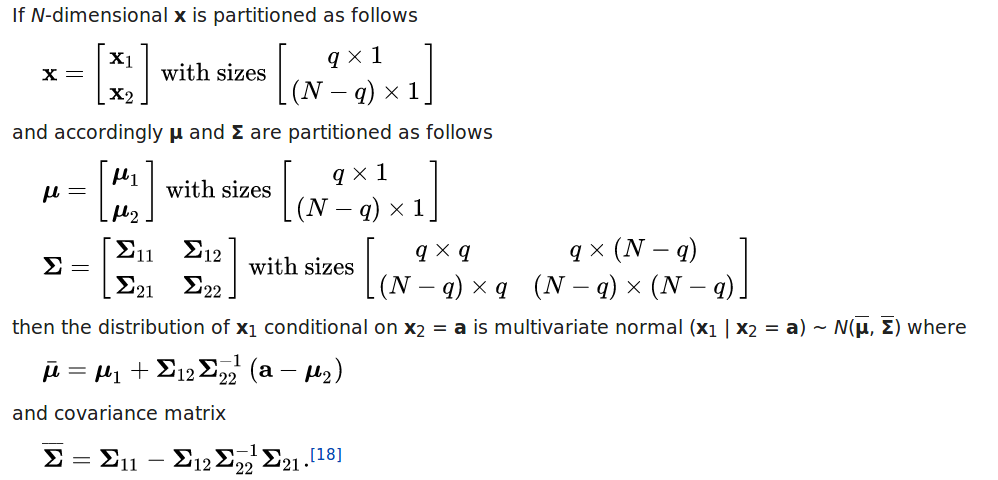 If N-dimensional x is partitioned as follows
x = [x₁ x₂] with sizes [q × 1 (N − q) × 1]
and accordingly μ and Σ are partitioned as follows
μ = [μ₁ μ₂] with sizes [q × 1 (N − q) × 1]
Σ = [Σ₁₁ Σ₁₂ Σ₂₁ Σ₂₂] with sizes [q × q q × (N − q) (N − q) × q (N − q) × (N − q)]
then the distribution of x₁ conditional on x₂ = a is multivariate normal (x₁ | x₂ = a) ~ N(μ̅, Σ̅) where
μ̄ = μ₁ + Σ₁₂Σ₂₂⁻¹ (a − μ₂)
and covariance matrix
Σ̅ = Σ₁₁ − Σ₁₂Σ₂₂⁻¹Σ₂₁.[18]